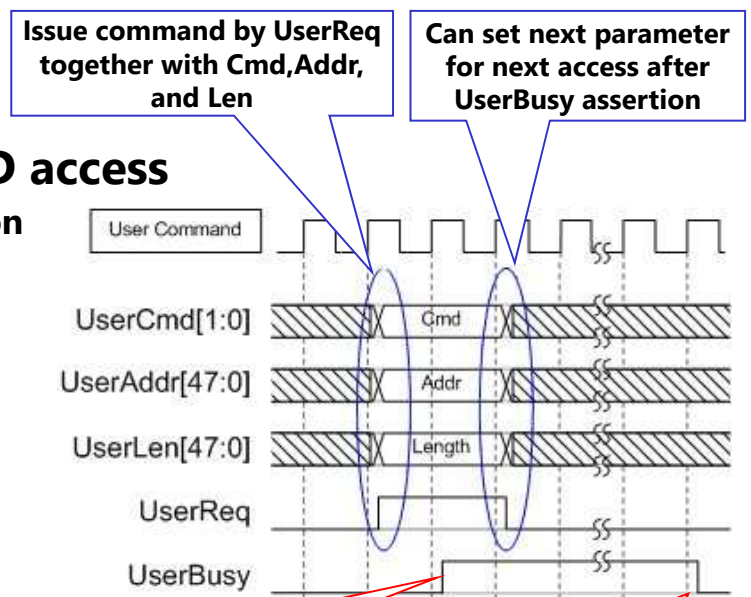 Issue command by UserReq
together with Cmd,Addr,
and Len
Can set next parameter
for next access after
UserBusy assertion
access
User Command
UserCmd[1:0]
Cmd
UserAddr[47:0]
Addr
UserLen[47:0]
Length
UserReq
UserBusy